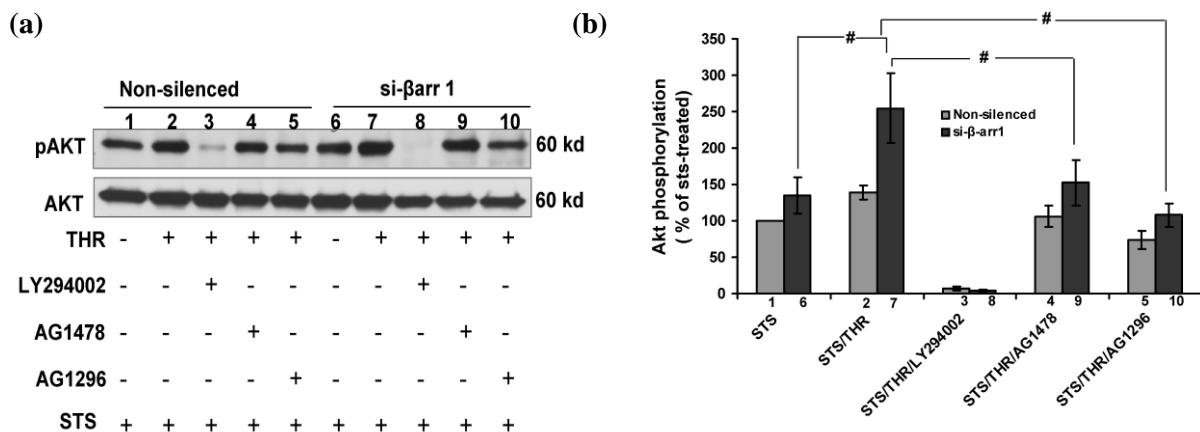 (a)
Non-silenced si-βarr 1
1 2 3 4 5 6 7 8 9 10
pAKT 60 kd
AKT 60 kd
THR - + + + + - + + + +
LY294002 - - + - - - - + - -
AG1478 - - - + - - - - + -
AG1296 - - - - + - - - - +
STS + + + + + + + + + +
(b)
Akt phosphorylation
( % of sts-treated)
350
300
250
200
150
100
50
0
#
#
#
Non-silenced
si-β-arr1
1 6 2 7 3 8 4 9 5 10
STS
STS/THR
STS/THR/LY294002
STS/THR/AG1478
STS/THR/AG1296